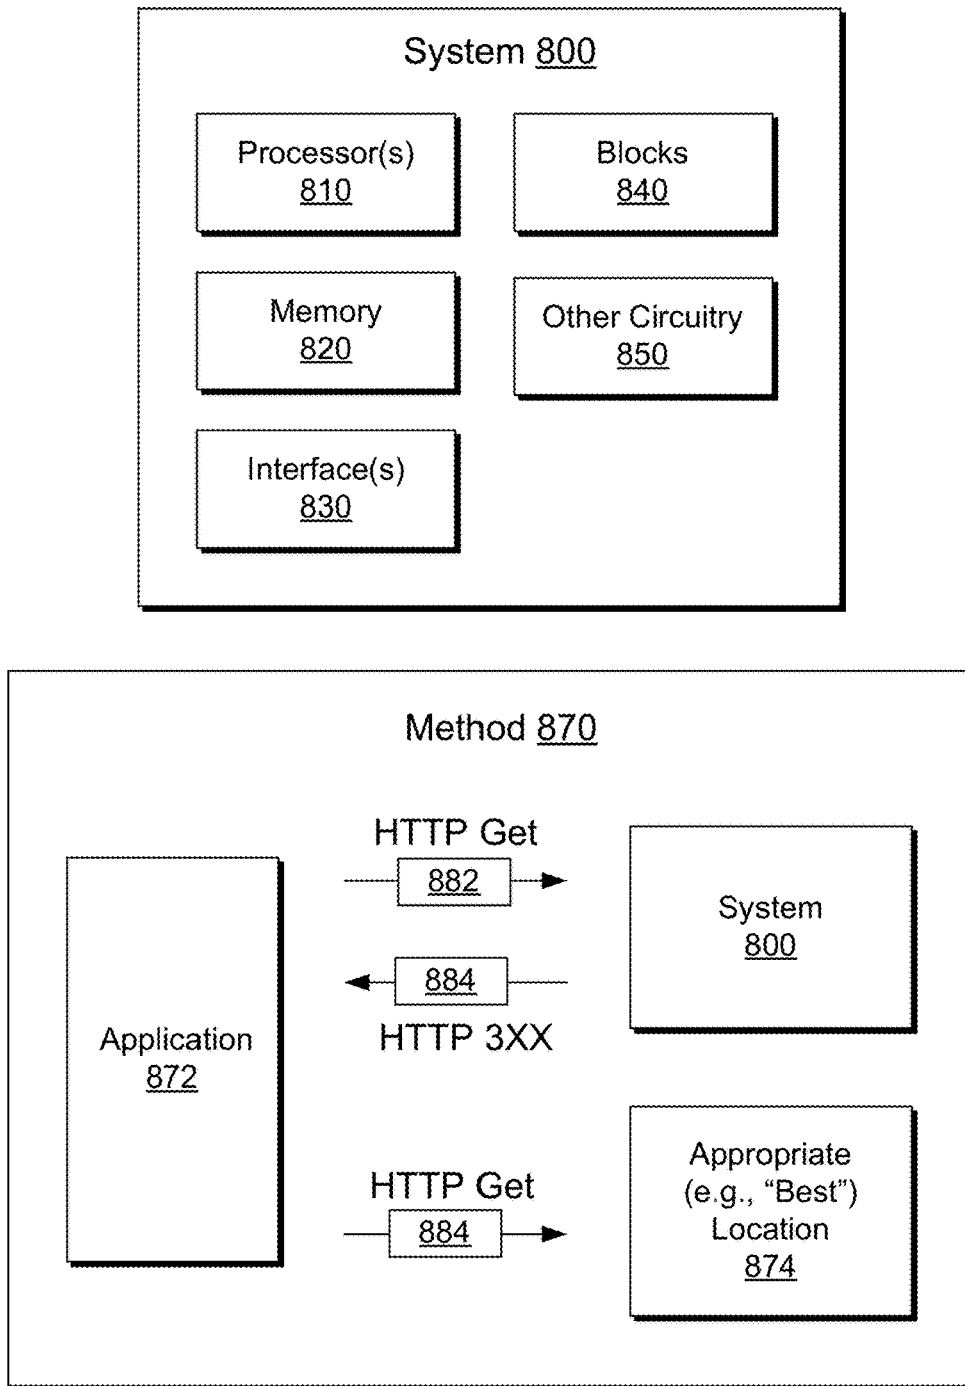 System 800
Processor(s)
810
Blocks
840
Memory
820
Other Circuitry
850
Interface(s)
830
Method 870
HTTP Get
882
System
800
884
HTTP 3XX
Application
872
HTTP Get
884
Appropriate
(e.g., “Best”)
Location
874